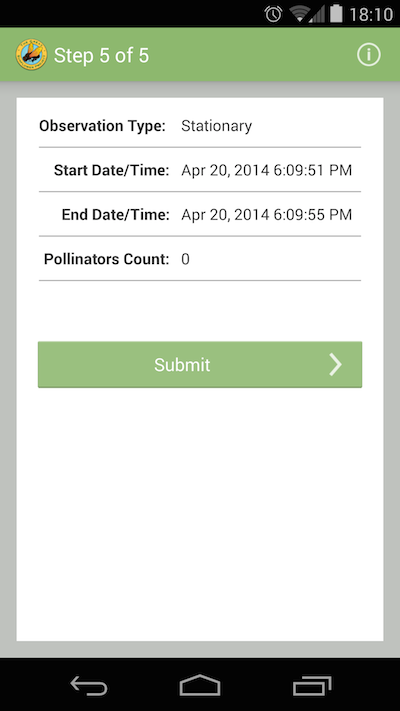 18:10
Step 5 of 5
Observation Type: Stationary
Start Date/Time: Apr 20, 2014 6:09:51 PM
End Date/Time: Apr 20, 2014 6:09:55 PM
Pollinators Count: 0
Submit